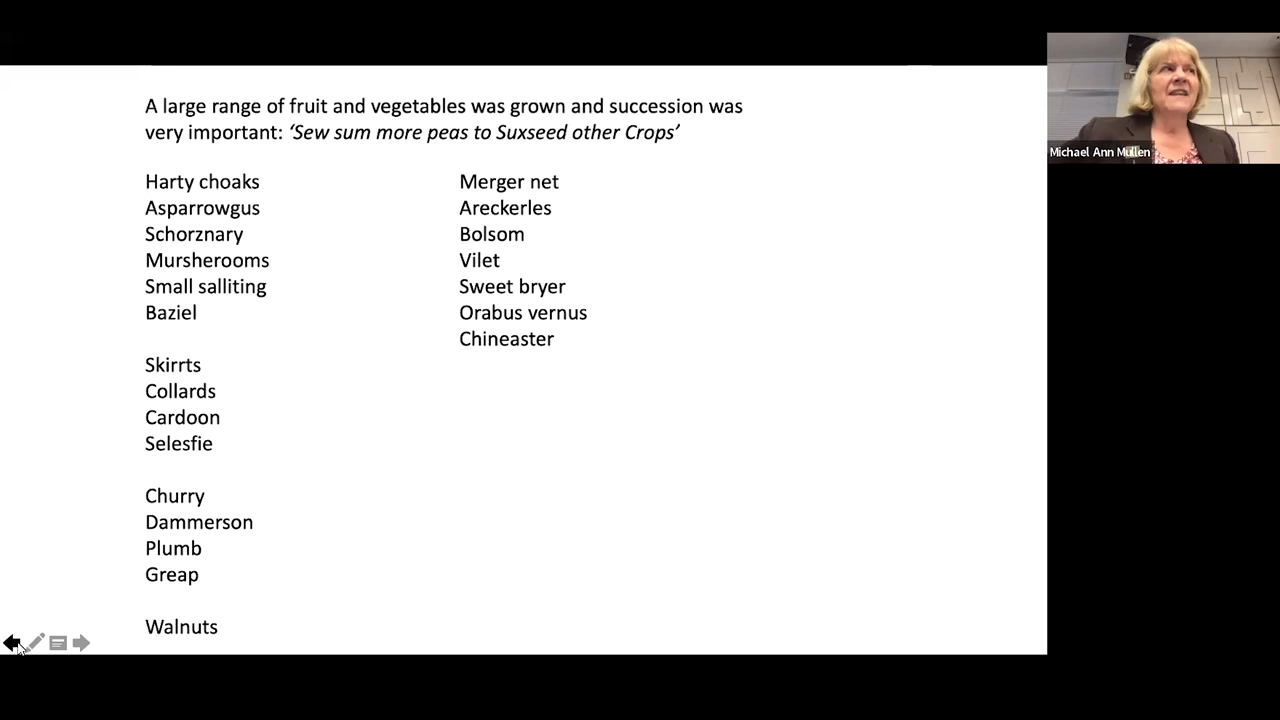 A large range of fruit and vegetables was grown and succession was
very important: ‘Sew sum more peas to Suxseed other Crops’
Harty choaks
Asparrowgus
Schorznary
Mursherooms
Small salliting
Baziel
Skirrts
Collards
Cardoon
Selesfie
Churry
Dammerson
Plumb
Greap
Walnuts
Merger net
Areckerles
Bolsom
Vilet
Sweet bryer
Orabus vernus
Chineaster
Michael Ann Mullen